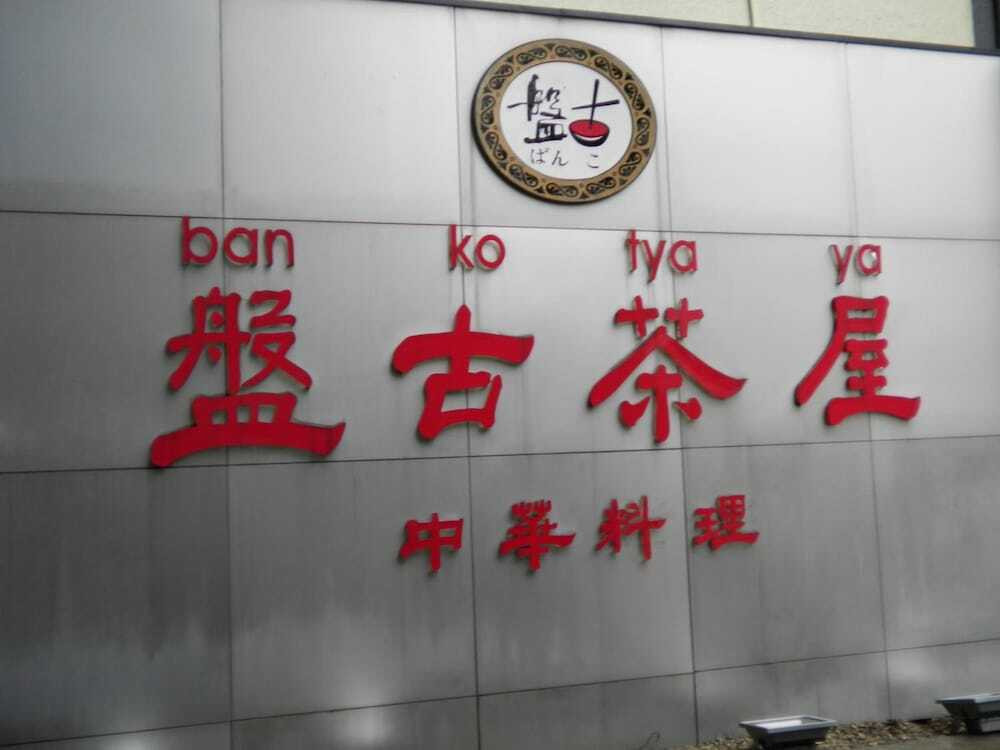 盤古
ばんこ
ban ko tya ya
盤古茶屋
中華料理